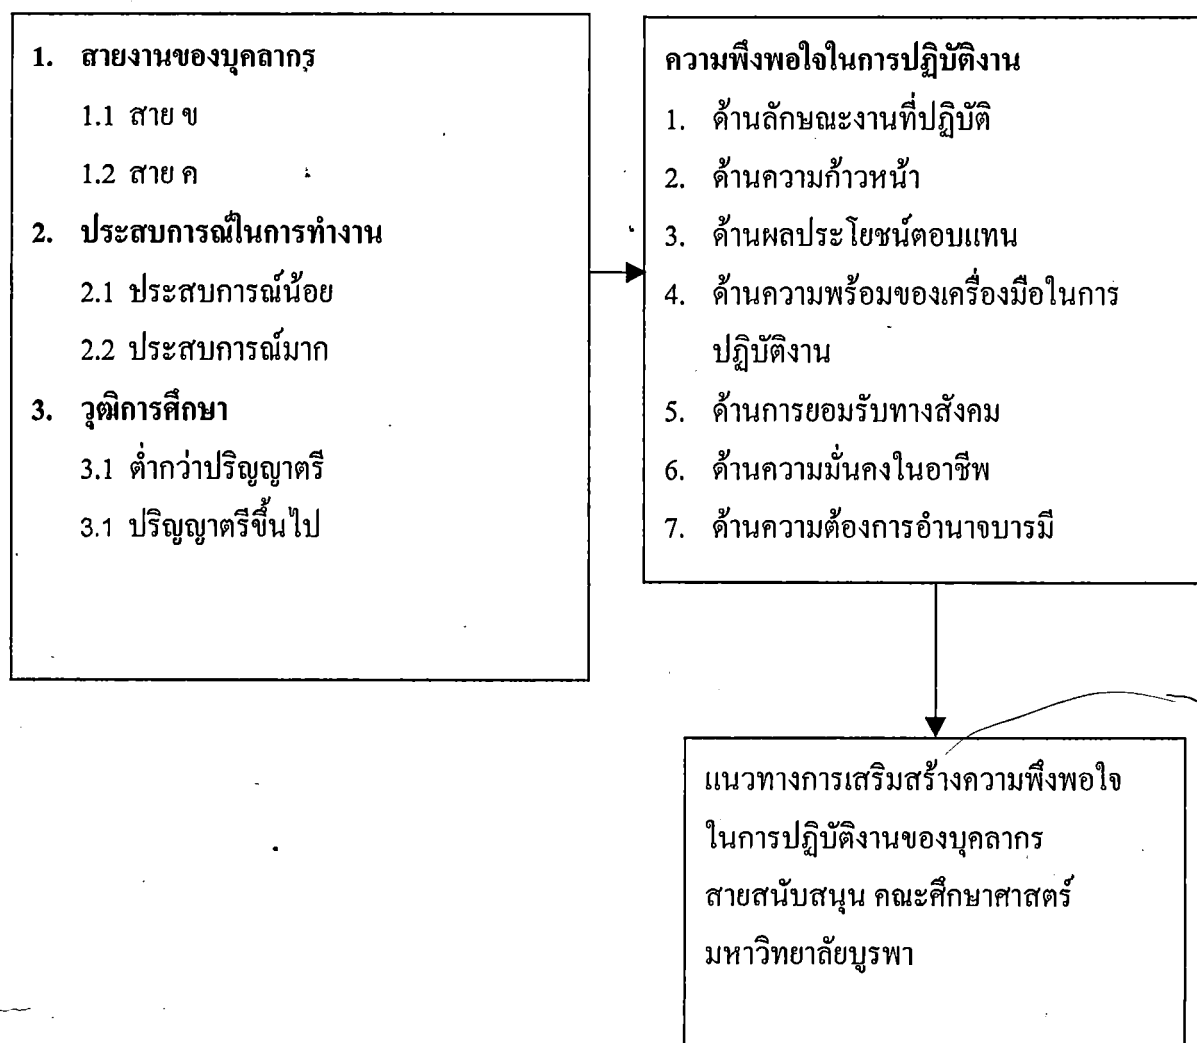 1. สายงานของบุคลากร
1.1 สาย ข
1.2 สาย ค
2. ประสบการณ์ในการทำงาน
2.1 ประสบการณ์น้อย
2.2 ประสบการณ์มาก
3. วุฒิการศึกษา
3.1 ต่ำกว่าปริญญาตรี
3.1 ปริญญาตรีขึ้นไป
ความพึงพอใจในการปฏิบัติงาน
1. ด้านลักษณะงานที่ปฏิบัติ
2. ด้านความก้าวหน้า
3. ด้านผลประโยชน์ตอบแทน
4. ด้านความพร้อมของเครื่องมือในการ
ปฏิบัติงาน
5. ด้านการยอมรับทางสังคม
6. ด้านความมั่นคงในอาชีพ
7. ด้านความต้องการอำนาจบารมี
แนวทางการเสริมสร้างความพึงพอใจ
ในการปฏิบัติงานของบุคลากร
สายสนับสนุน คณะศึกษาศาสตร์
มหาวิทยาลัยบูรพา